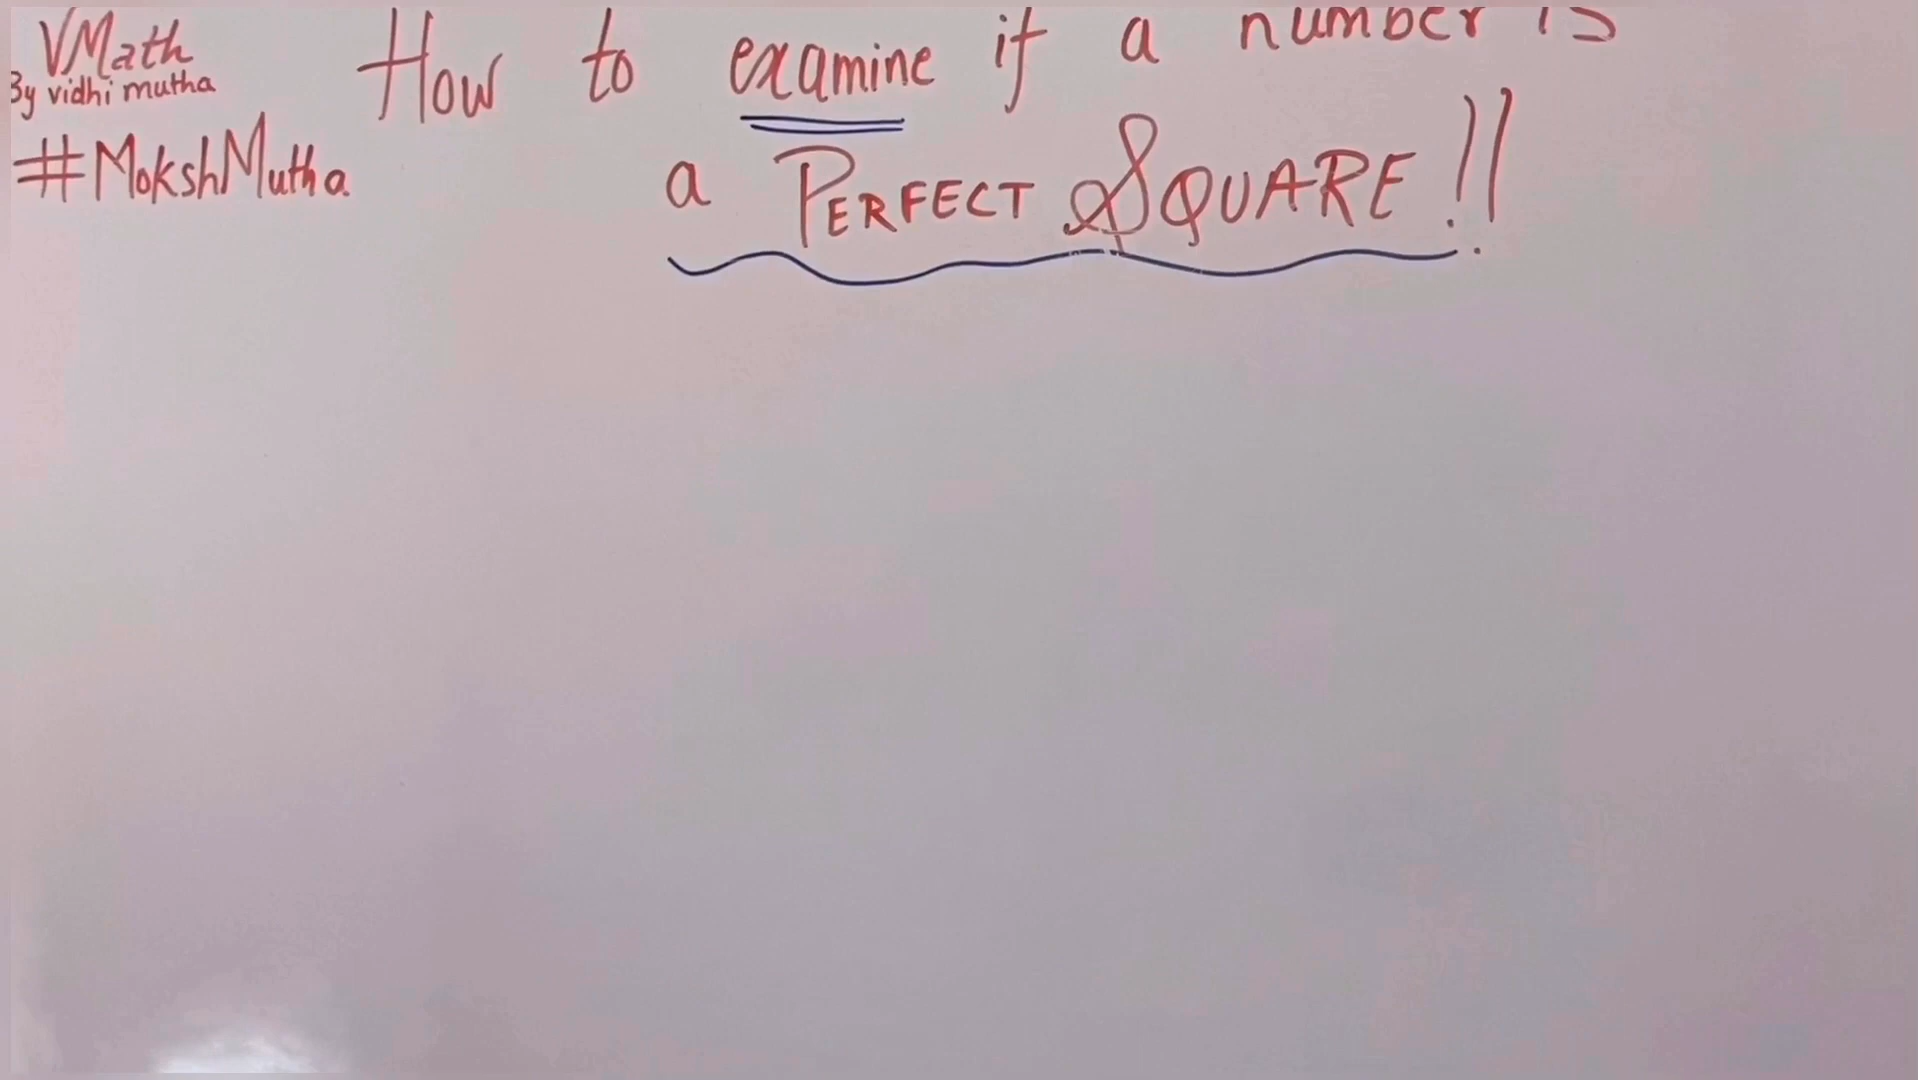 VMath
By vidhi mutha
#MokshMutha
How to examine if a number is
a PERFECT SQUARE!!